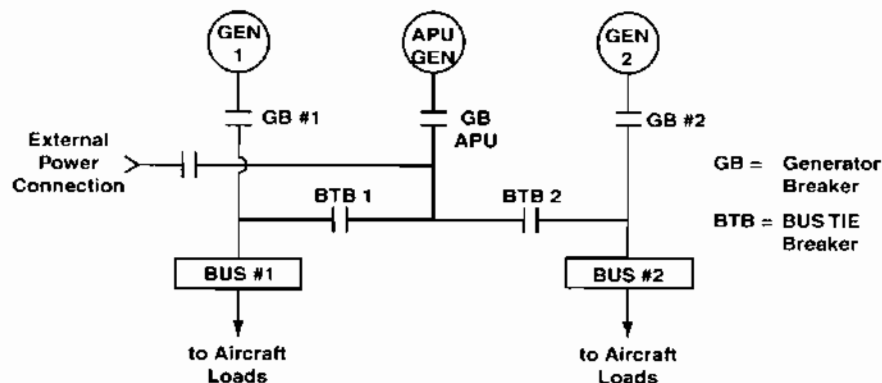 GEN
1
APU
GEN
GEN
2
GB #1
GB
APU
GB #2
External
Power
Connection
BTB 1
BTB 2
GB = Generator
Breaker
BTB = BUS TIE
Breaker
BUS #1
BUS #2
to Aircraft
Loads
to Aircraft
Loads